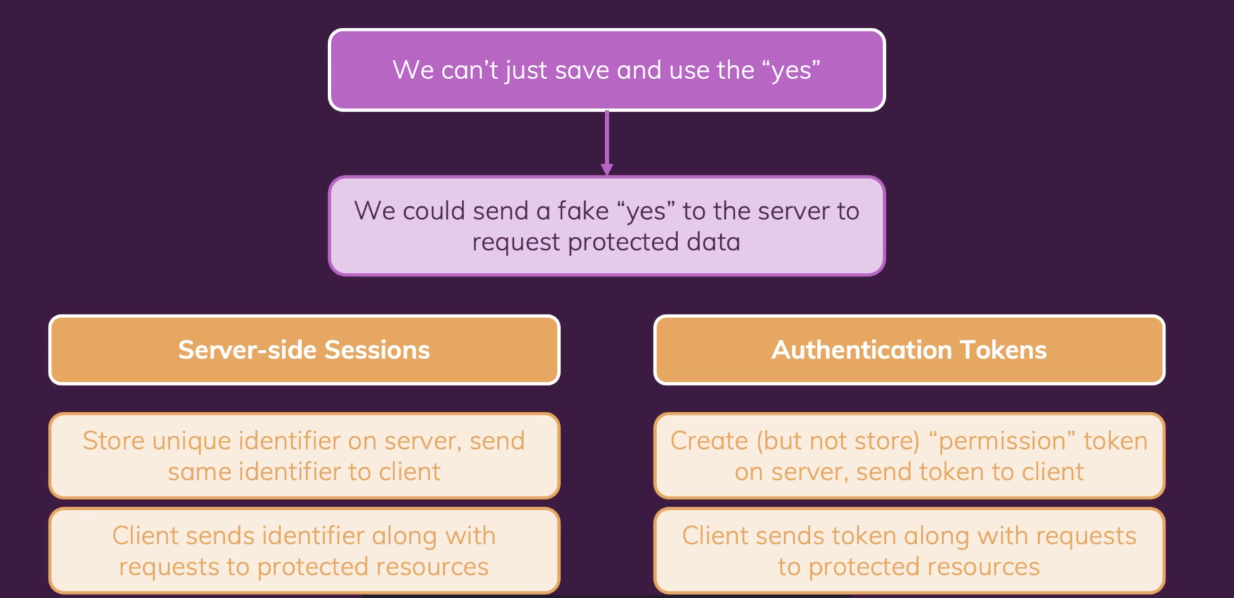 We can't just save and use the “yes”
We could send a fake “yes” to the server to
request protected data
Server-side Sessions
Authentication Tokens
Store unique identifier on server, send
same identifier to client
Create (but not store) “permission” token
on server, send token to client
Client sends identifier along with
requests to protected resources
Client sends token along with requests
to protected resources